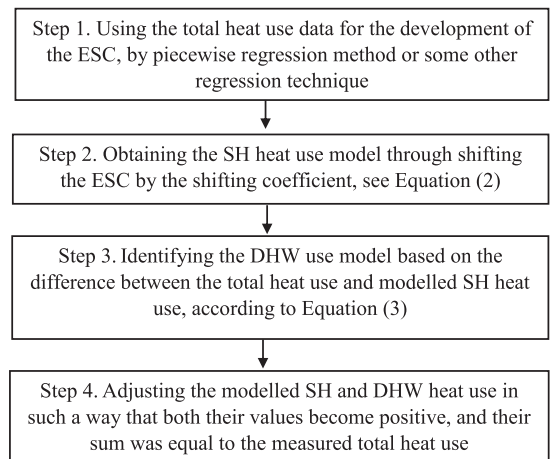 Step 1. Using the total heat use data for the development of
the ESC, by piecewise regression method or some other
regression technique
Step 2. Obtaining the SH heat use model through shifting
the ESC by the shifting coefficient, see Equation (2)
Step 3. Identifying the DHW use model based on the
difference between the total heat use and modelled SH heat
use, according to Equation (3)
Step 4. Adjusting the modelled SH and DHW heat use in
such a way that both their values become positive, and their
sum was equal to the measured total heat use